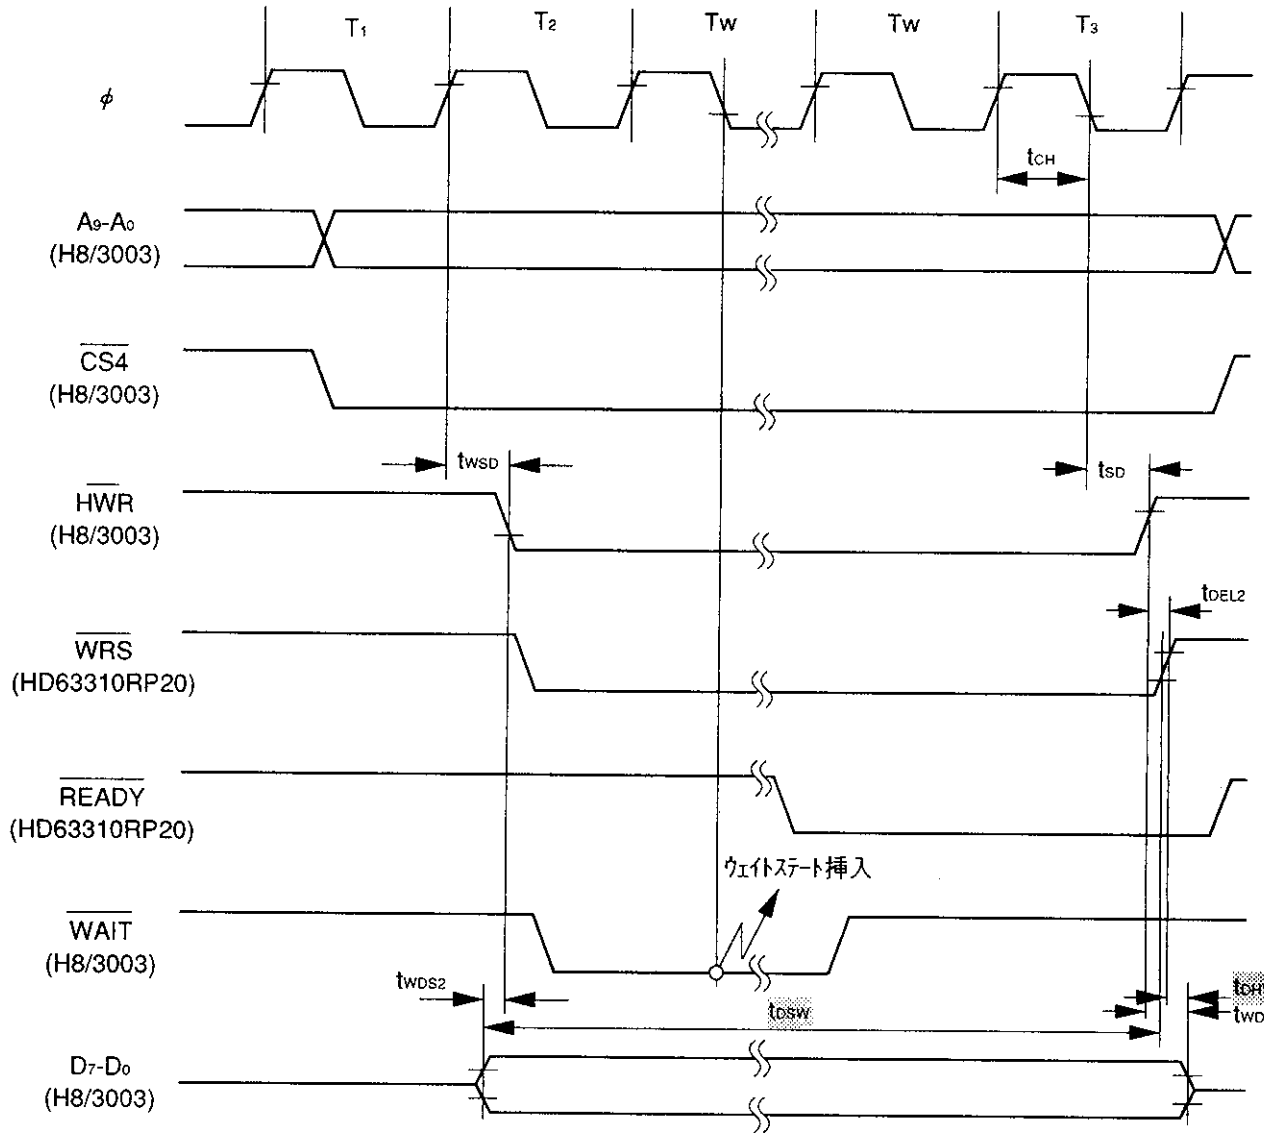 T1 T2 TW TW T3
φ
tCH
A9-A0
(H8/3003)
CS4
(H8/3003)
tWSD
tSD
HWR
(H8/3003)
tDEL2
WRS
(HD63310RP20)
READY
(HD63310RP20)
ウェイトステート挿入
WAIT
(H8/3003)
tWDS2
tDH
tDSW
tWD
D7-D0
(H8/3003)